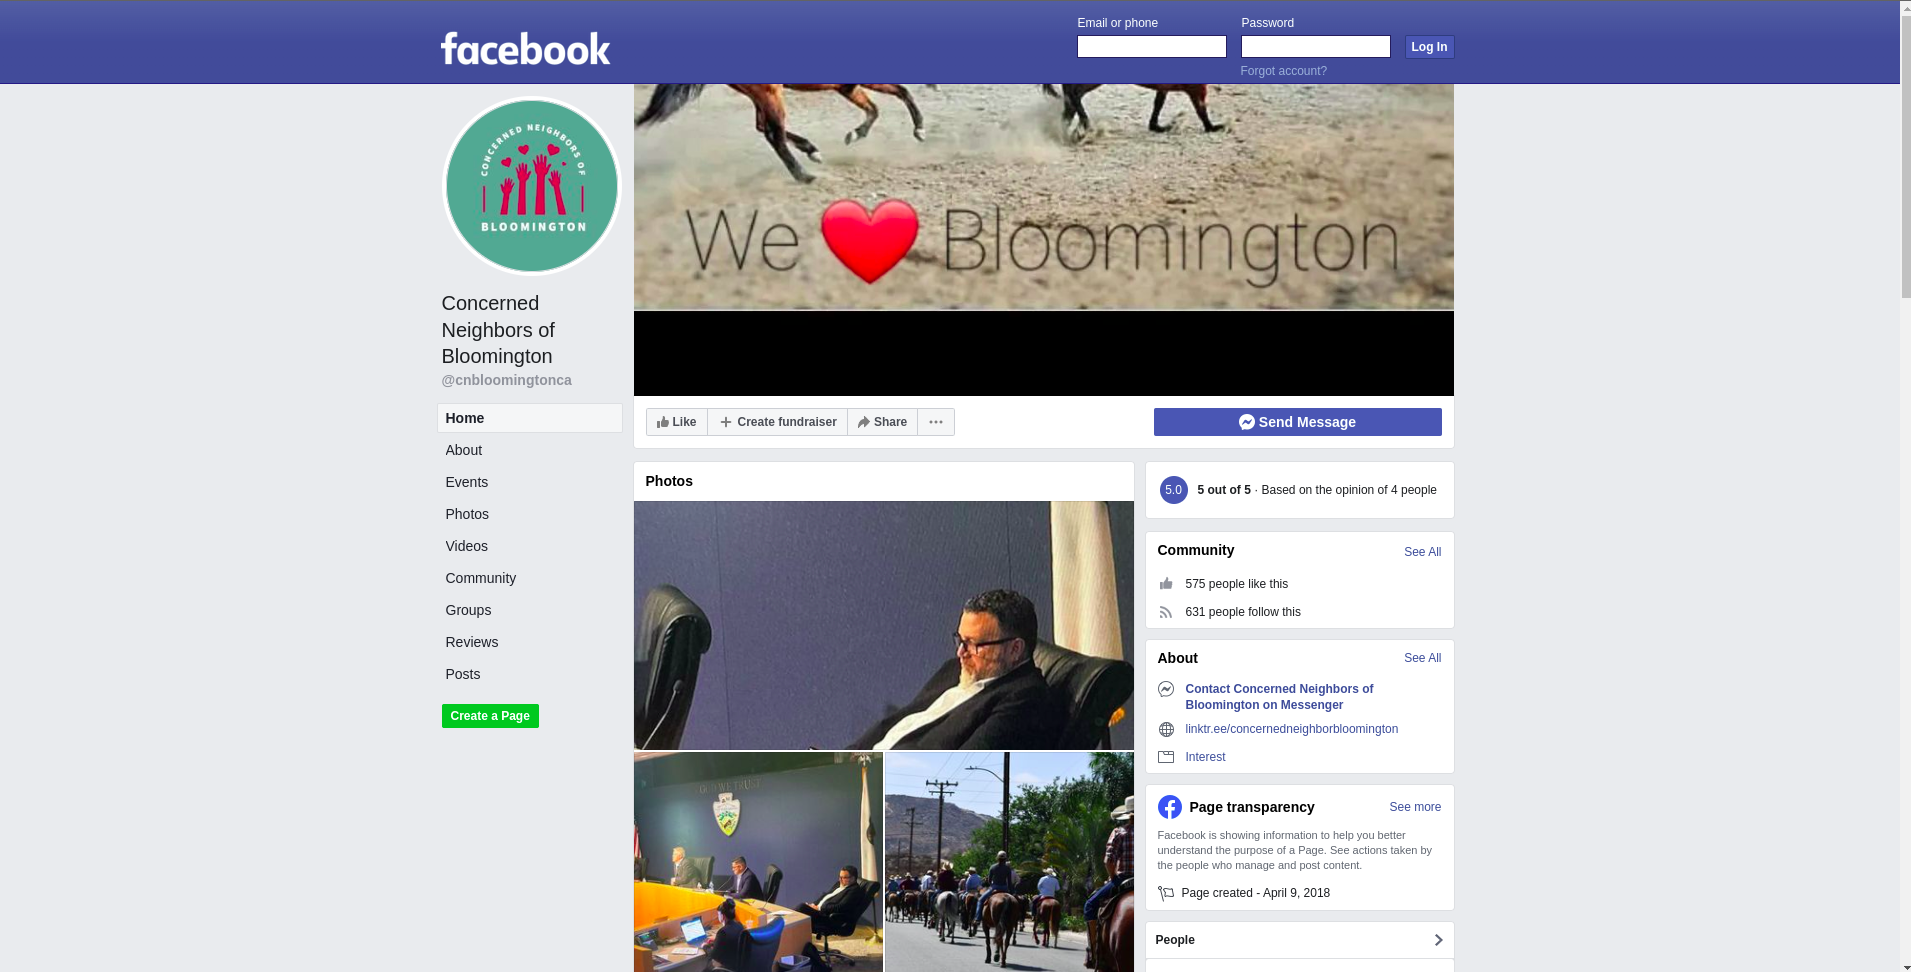 Email or phone
Password
facebook
Log In
Forgot account?
CONCERNED NEIGHBORS OF
BLOOMINGTON
We ❤ Bloomington
Concerned
Neighbors of
Bloomington
@cnbloomingtonca
Home
About
Events
Photos
Videos
Community
Groups
Reviews
Posts
Create a Page
Like
Create fundraiser
Share
Send Message
Photos
5.0
5 out of 5 · Based on the opinion of 4 people
Community
See All
575 people like this
631 people follow this
About
See All
Contact Concerned Neighbors of
Bloomington on Messenger
linktr.ee/concernedneighborbloomington
Interest
Page transparency
See more
Facebook is showing information to help you better
understand the purpose of a Page. See actions taken by
the people who manage and post content.
Page created - April 9, 2018
People